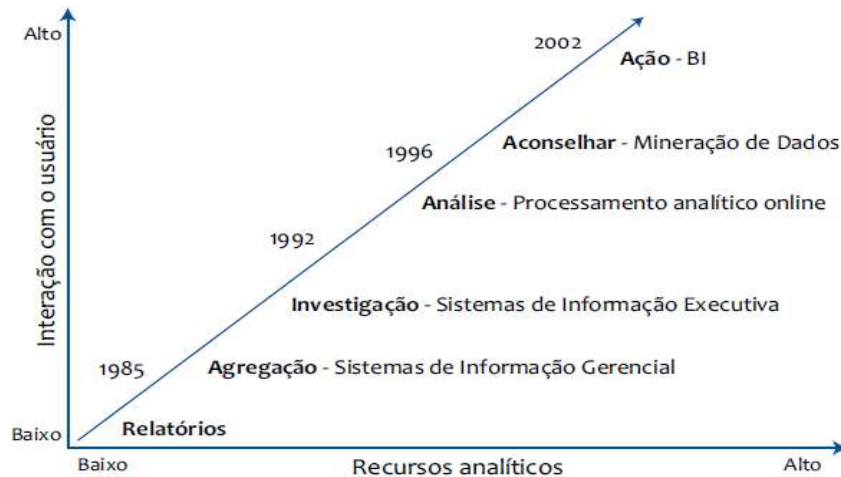 Alto
2002
Ação - BI
1996
Aconselhar - Mineração de Dados
Análise - Processamento analítico online
1992
Interação com o usuário
Investigação - Sistemas de Informação Executiva
1985
Agregação - Sistemas de Informação Gerencial
Baixo
Relatórios
Baixo
Recursos analíticos
Alto